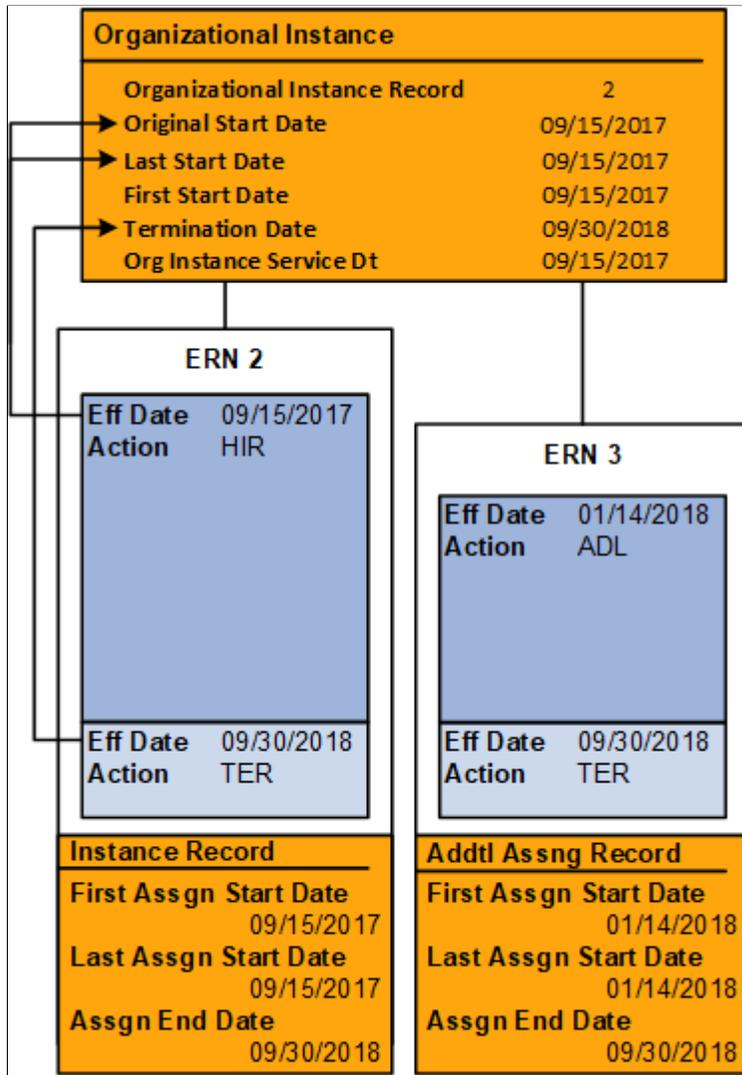 Organizational Instance
Organizational Instance Record 2
Original Start Date 09/15/2017
Last Start Date 09/15/2017
First Start Date 09/15/2017
Termination Date 09/30/2018
Org Instance Service Dt 09/15/2017
ERN 2
Eff Date 09/15/2017
Action HIR
Eff Date 09/30/2018
Action TER
Instance Record
First Assgn Start Date
09/15/2017
Last Assgn Start Date
09/15/2017
Assgn End Date
09/30/2018
ERN 3
Eff Date 01/14/2018
Action ADL
Eff Date 09/30/2018
Action TER
Addtl Assng Record
First Assgn Start Date
01/14/2018
Last Assgn Start Date
01/14/2018
Assgn End Date
09/30/2018